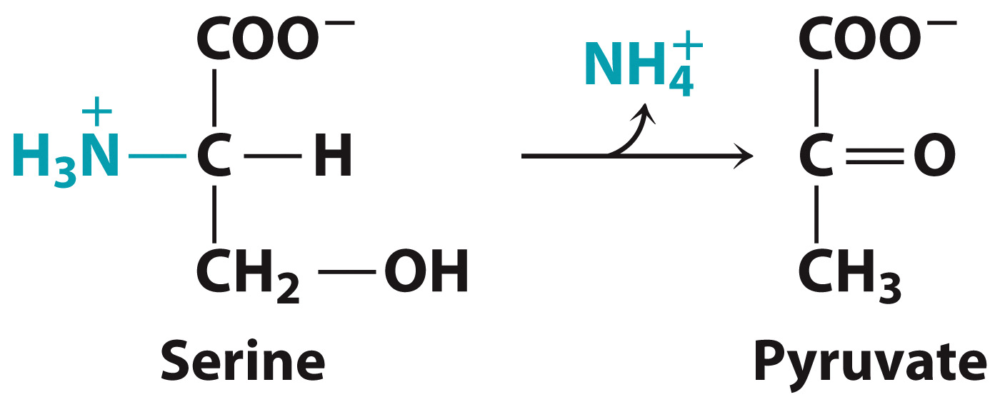 COO⁻ NH₄⁺ COO⁻
H₃N⁺—C—H C=O
CH₂—OH CH₃
Serine Pyruvate